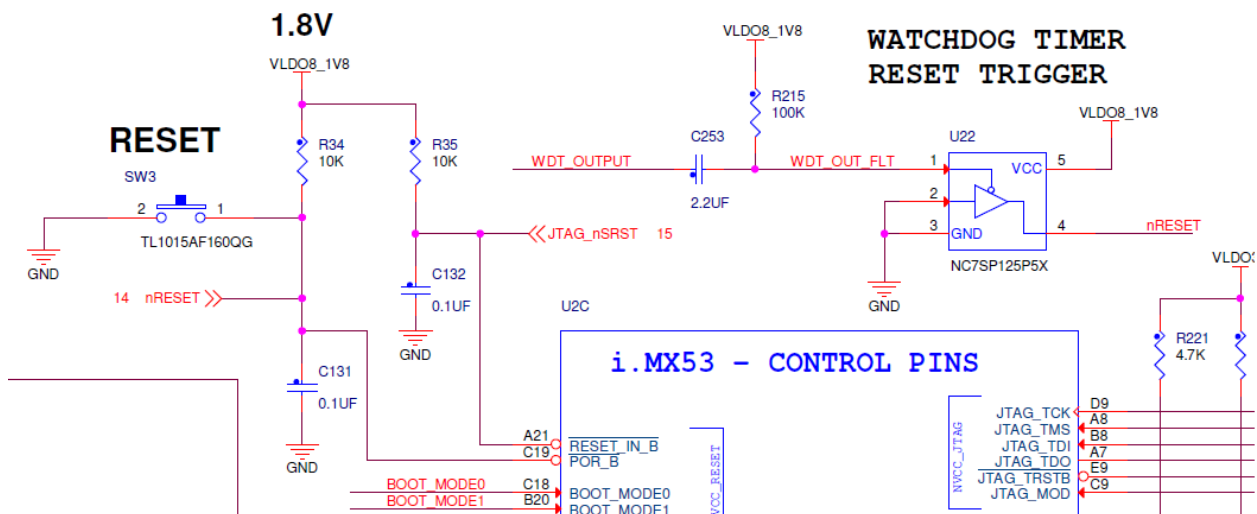 1.8V
VLDO8_1V8
RESET
R34
10K
R35
10K
SW3
2
1
TL1015AF160QG
GND
14 nRESET
JTAG_nSRST 15
C132
0.1UF
GND
C131
0.1UF
GND
VLDO8_1V8
R215
100K
WATCHDOG TIMER
RESET TRIGGER
VLDO8_1V8
C253
2.2UF
WDT_OUTPUT
WDT_OUT_FLT
U22
1
VCC
5
2
3
GND
4
nRESET
NC7SP125P5X
GND
R221
4.7K
U2C
i.MX53 - CONTROL PINS
A21
RESET_IN_B
C19
POR_B
BOOT_MODE0
C18
BOOT_MODE0
BOOT_MODE1
B20
BOOT_MODE1
VCC_RESET
NVCC_JTAG
JTAG_TCK
D9
JTAG_TMS
A8
JTAG_TDI
B8
JTAG_TDO
A7
JTAG_TRSTB
E9
JTAG_MOD
C9